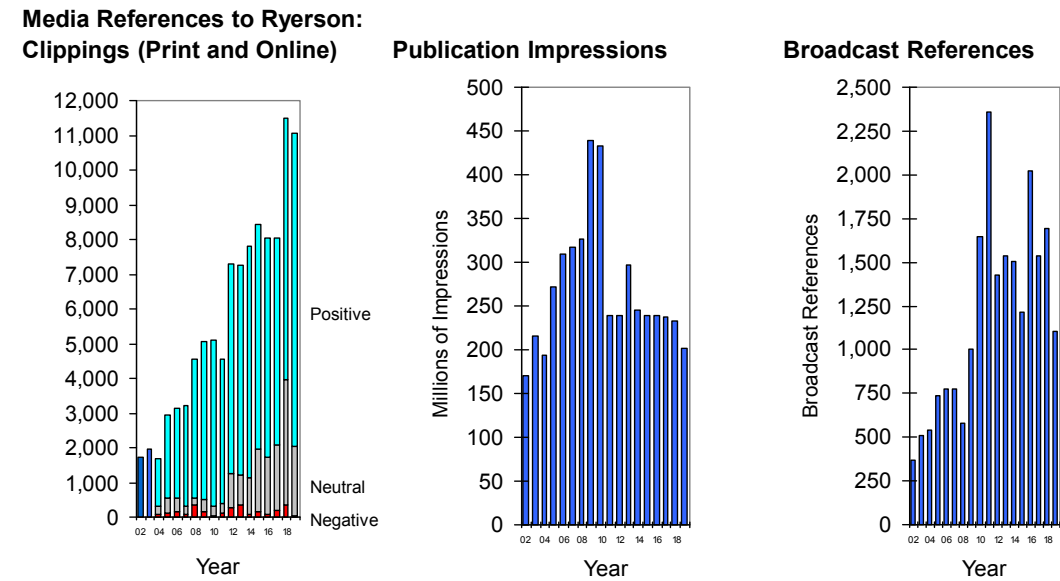 Media References to Ryerson:
Clippings (Print and Online)
12,000
11,000
10,000
9,000
8,000
7,000
6,000
5,000
4,000
3,000
2,000
1,000
0
Positive
Neutral
Negative
02 04 06 08 10 12 14 16 18
Year
Publication Impressions
Millions of Impressions
500
450
400
350
300
250
200
150
100
50
0
02 04 06 08 10 12 14 16 18
Year
Broadcast References
Broadcast References
2,500
2,250
2,000
1,750
1,500
1,250
1,000
750
500
250
0
02 04 06 08 10 12 14 16 18
Year